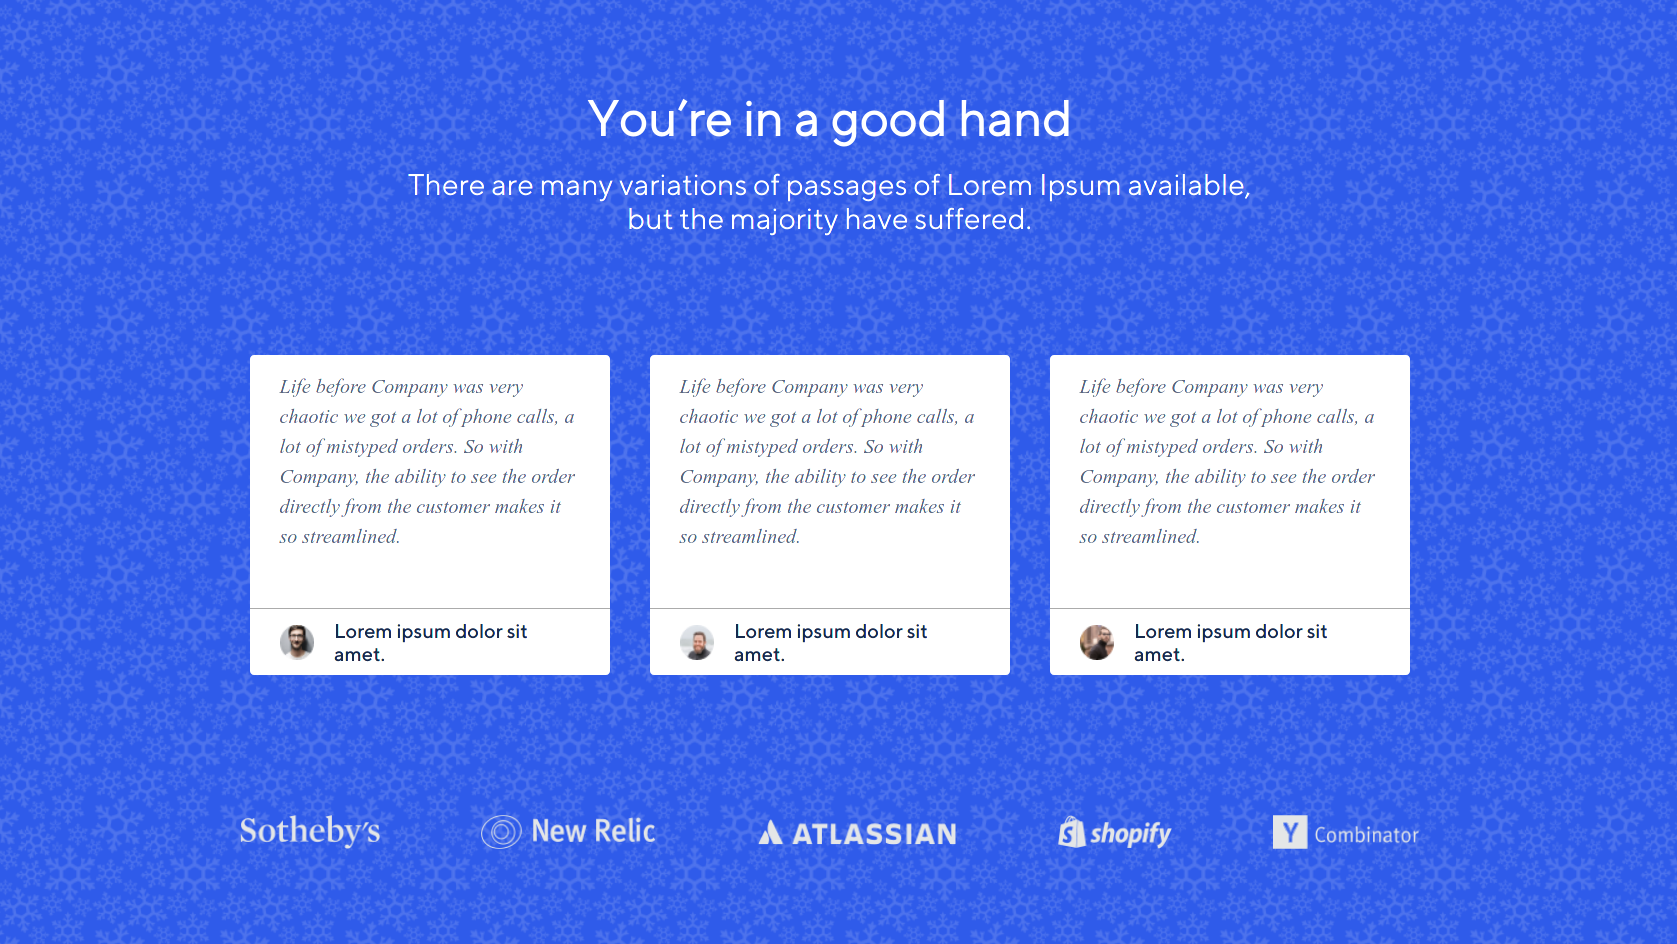 You're in a good hand
There are many variations of passages of Lorem Ipsum available,
but the majority have suffered.
Life before Company was very
chaotic we got a lot of phone calls, a
lot of mistyped orders. So with
Company, the ability to see the order
directly from the customer makes it
so streamlined.
Lorem ipsum dolor sit
amet.
Life before Company was very
chaotic we got a lot of phone calls, a
lot of mistyped orders. So with
Company, the ability to see the order
directly from the customer makes it
so streamlined.
Lorem ipsum dolor sit
amet.
Life before Company was very
chaotic we got a lot of phone calls, a
lot of mistyped orders. So with
Company, the ability to see the order
directly from the customer makes it
so streamlined.
Lorem ipsum dolor sit
amet.
Sotheby's
New Relic
ATLASSIAN
S shopify
Y Combinator